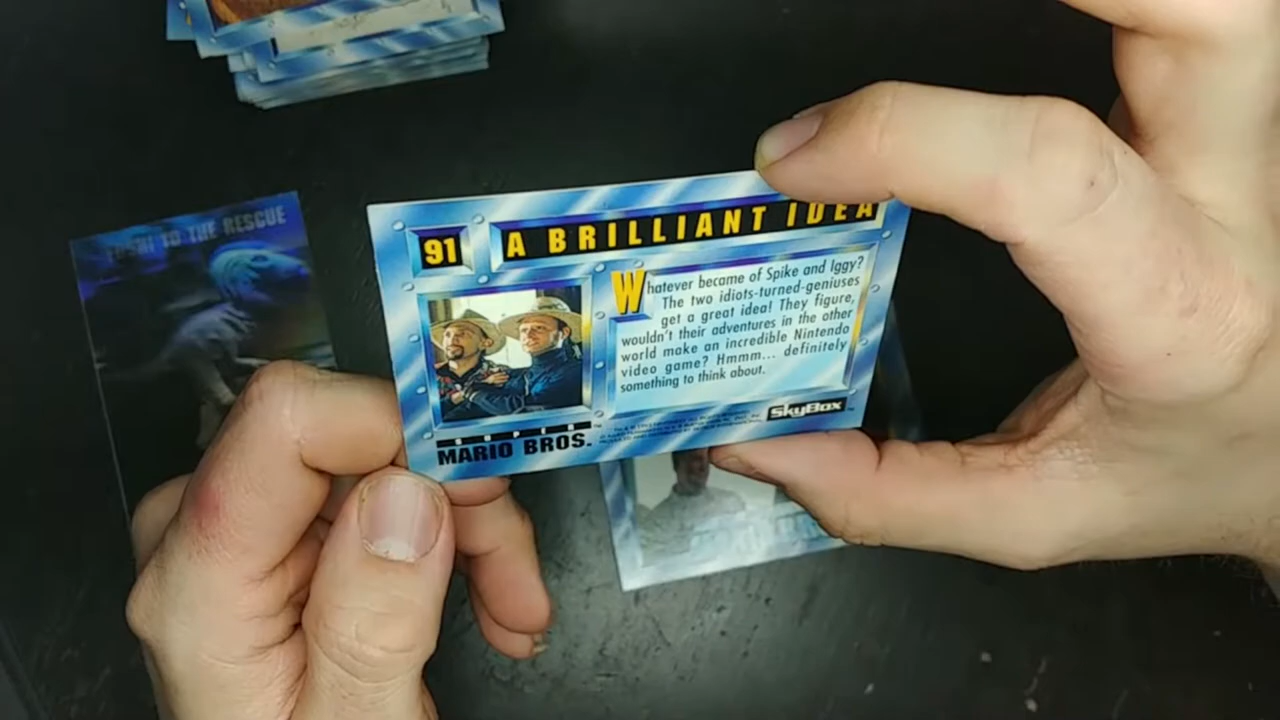 TO THE RESCUE
91
A BRILLIANT IDEA
Whatever became of Spike and Iggy?
The two idiots-turned-geniuses
get a great idea! They figure,
wouldn't their adventures in the other
world make an incredible Nintendo
video game? Hmmm... definitely
something to think about.
SUPER
MARIO BROS.™
SkyBox™